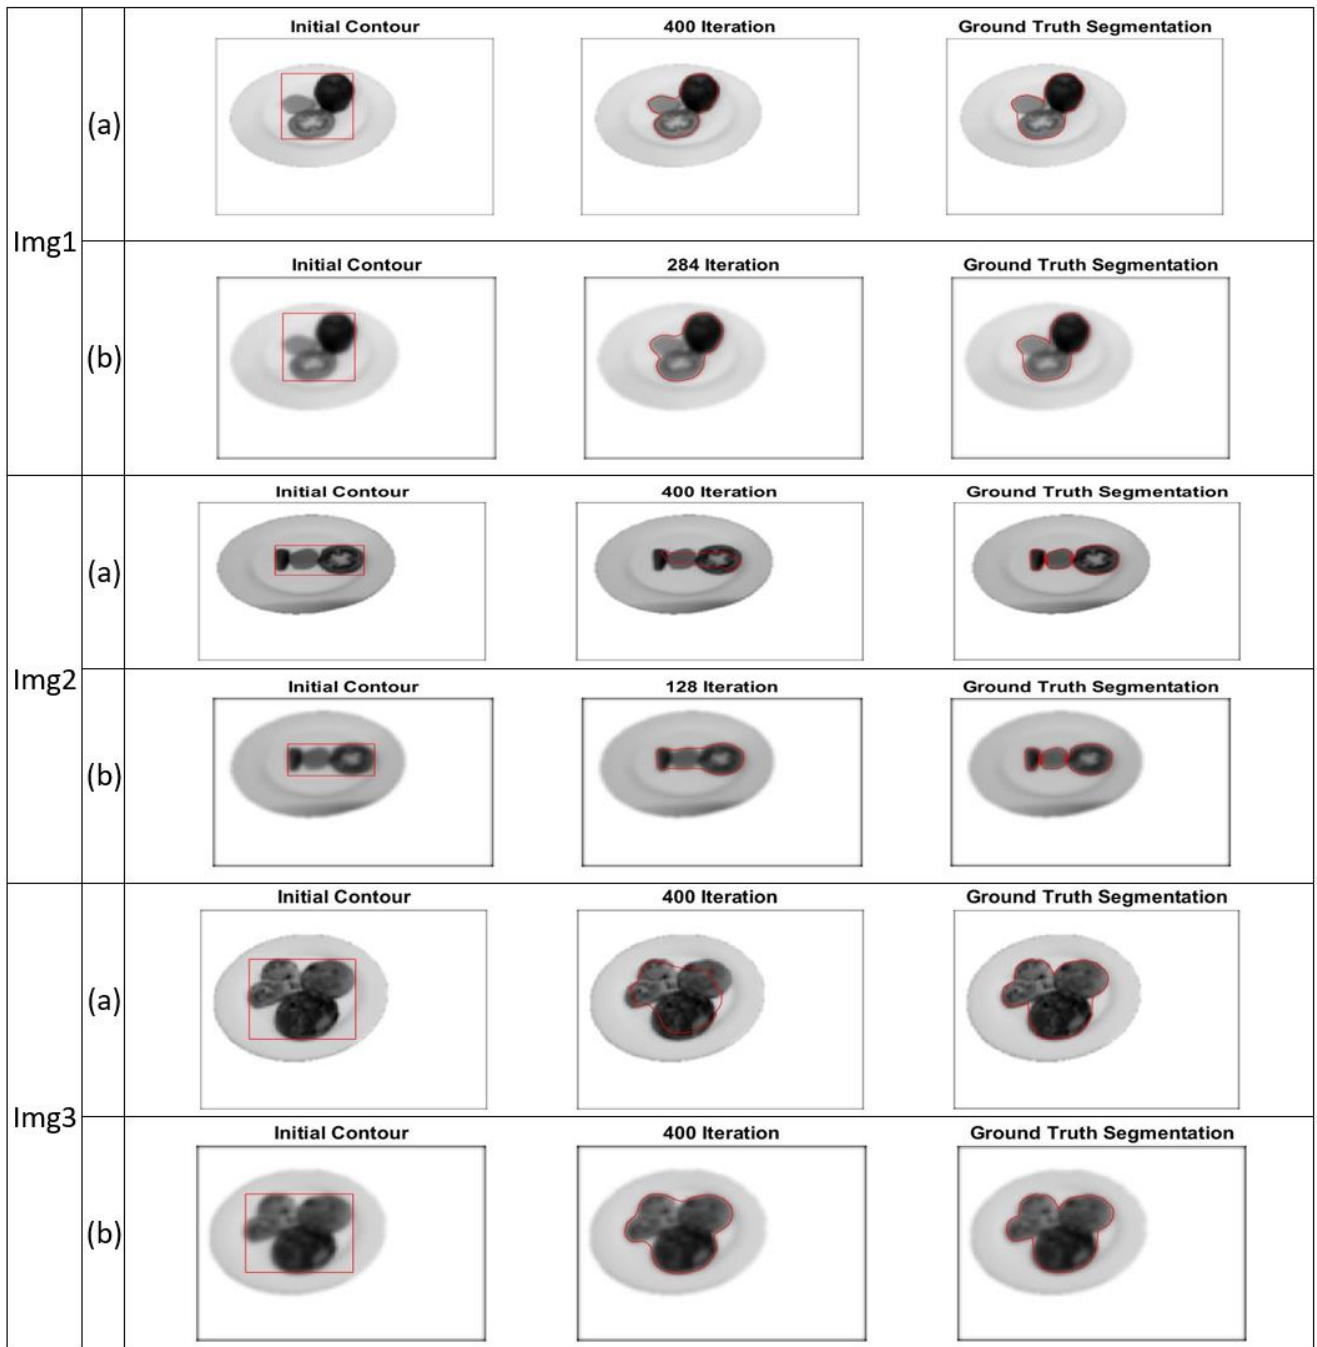 Img1
(a)
Initial Contour
400 Iteration
Ground Truth Segmentation
(b)
Initial Contour
284 Iteration
Ground Truth Segmentation
Img2
(a)
Initial Contour
400 Iteration
Ground Truth Segmentation
(b)
Initial Contour
128 Iteration
Ground Truth Segmentation
Img3
(a)
Initial Contour
400 Iteration
Ground Truth Segmentation
(b)
Initial Contour
400 Iteration
Ground Truth Segmentation